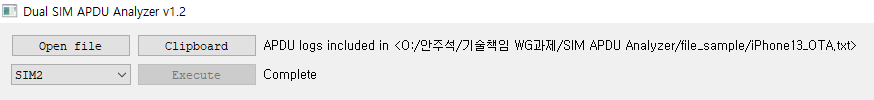 Dual SIM APDU Analyzer v1.2
Open file Clipboard APDU logs included in <O:/안주석/기술책임 WG과제/SIM APDU Analyzer/file_sample/iPhone13_OTA.txt>
SIM2 Execute Complete